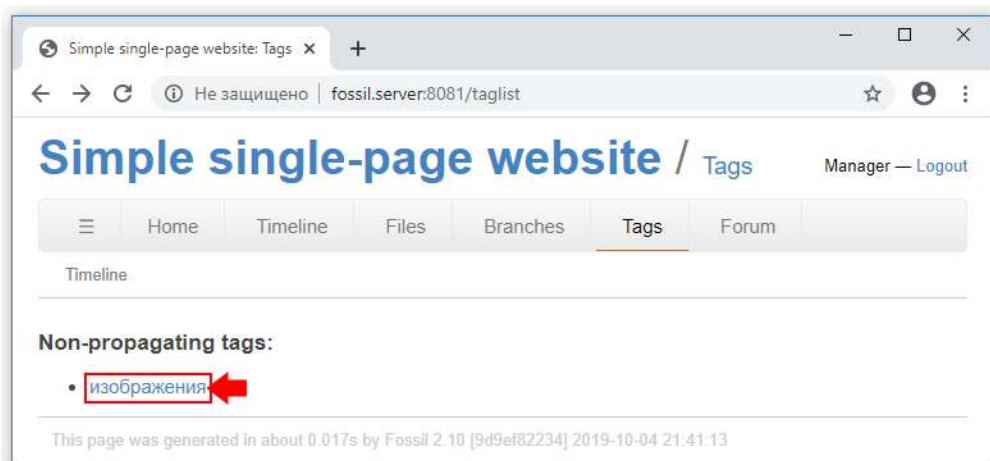 Simple single-page website: Tags
Не защищено | fossil.server:8081/taglist
Simple single-page website / Tags
Manager — Logout
Home Timeline Files Branches Tags Forum
Timeline
Non-propagating tags:
• изображения
This page was generated in about 0.017s by Fossil 2.10 [9d9ef82234] 2019-10-04 21:41:13